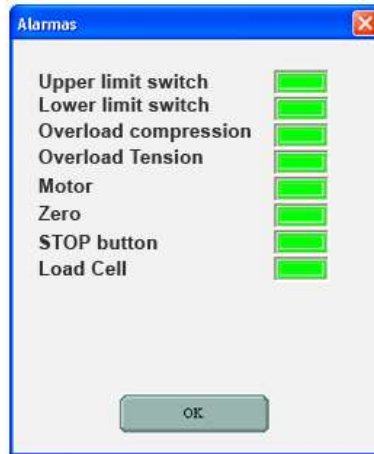 Alarmas
Upper limit switch
Lower limit switch
Overload compression
Overload Tension
Motor
Zero
STOP button
Load Cell
OK